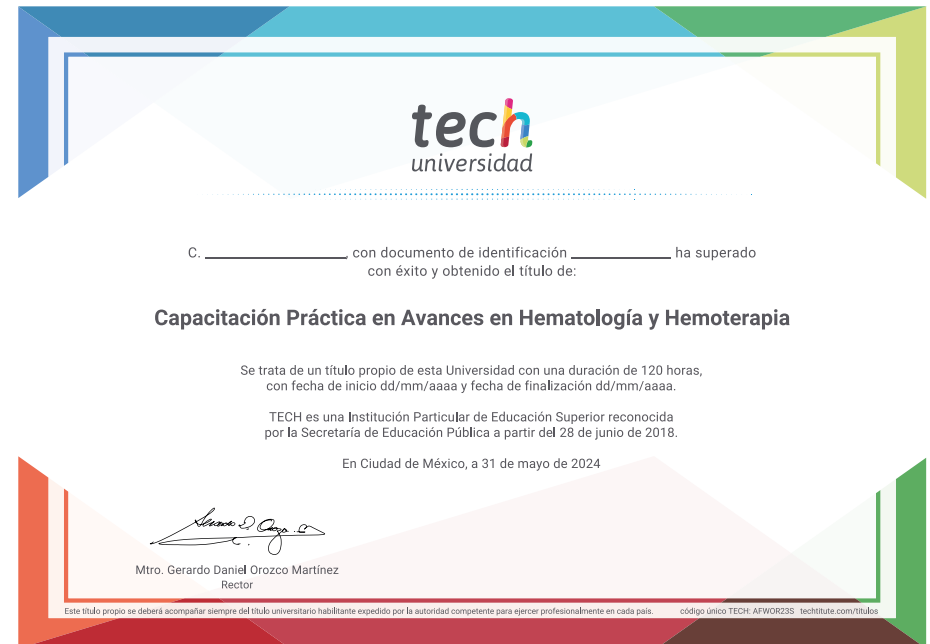 tech
universidad
C. ____________, con documento de identificación ____________ ha superado
con éxito y obtenido el título de:
Capacitación Práctica en Avances en Hematología y Hemoterapia
Se trata de un título propio de esta Universidad con una duración de 120 horas,
con fecha de inicio dd/mm/aaaa y fecha de finalización dd/mm/aaaa.
TECH es una Institución Particular de Educación Superior reconocida
por la Secretaría de Educación Pública a partir del 28 de junio de 2018.
En Ciudad de México, a 31 de mayo de 2024
Mtro. Gerardo Daniel Orozco Martínez
Rector
Este título propio se deberá acompañar siempre del título universitario habilitante expedido por la autoridad competente para ejercer profesionalmente en cada país. código único TECH: AFWOR23S techtitute.com/titulos